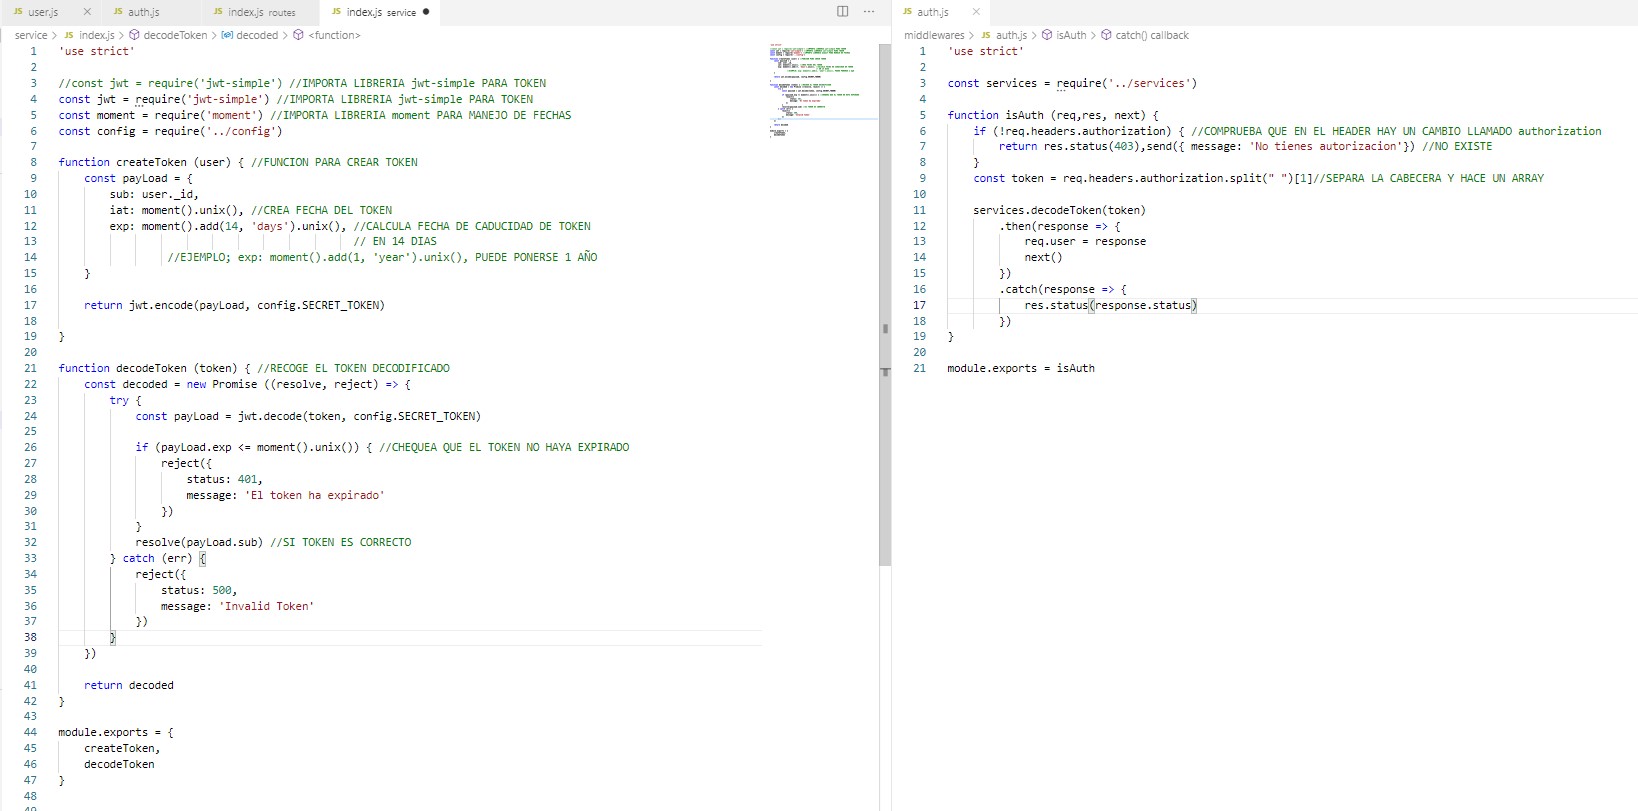 JS user.js
JS auth.js
JS index.js routes
JS index.js service
service > JS index.js > decodeToken > decoded > <function>
1 'use strict'
2
3 //const jwt = require('jwt-simple') //IMPORTA LIBRERIA jwt-simple PARA TOKEN
4 const jwt = require('jwt-simple') //IMPORTA LIBRERIA jwt-simple PARA TOKEN
5 const moment = require('moment') //IMPORTA LIBRERIA moment PARA MANEJO DE FECHAS
6 const config = require('../config')
7
8 function createToken (user) { //FUNCION PARA CREAR TOKEN
9 const payLoad = {
10 sub: user._id,
11 iat: moment().unix(), //CREA FECHA DEL TOKEN
12 exp: moment().add(14, 'days').unix(), //CALCULA FECHA DE CADUCIDAD DE TOKEN
13 // EN 14 DIAS
14 //EJEMPLO; exp: moment().add(1, 'year').unix(), PUEDE PONERSE 1 AÑO
15 }
16
17 return jwt.encode(payLoad, config.SECRET_TOKEN)
18
19 }
20
21 function decodeToken (token) { //RECOGE EL TOKEN DECODIFICADO
22 const decoded = new Promise ((resolve, reject) => {
23 try {
24 const payLoad = jwt.decode(token, config.SECRET_TOKEN)
25
26 if (payLoad.exp <= moment().unix()) { //CHEQUEA QUE EL TOKEN NO HAYA EXPIRADO
27 reject({
28 status: 401,
29 message: 'El token ha expirado'
30 })
31 }
32 resolve(payLoad.sub) //SI TOKEN ES CORRECTO
33 } catch (err) {
34 reject({
35 status: 500,
36 message: 'Invalid Token'
37 })
38 }
39 })
40
41 return decoded
42 }
43
44 module.exports = {
45 createToken,
46 decodeToken
47 }
48
49
JS auth.js
middlewares > JS auth.js > isAuth > catch() callback
1 'use strict'
2
3 const services = require('../services')
4
5 function isAuth (req,res, next) {
6 if (!req.headers.authorization) { //COMPRUEBA QUE EN EL HEADER HAY UN CAMBIO LLAMADO authorization
7 return res.status(403),send({ message: 'No tienes autorizacion'}) //NO EXISTE
8 }
9 const token = req.headers.authorization.split(" ")[1]//SEPARA LA CABECERA Y HACE UN ARRAY
10
11 services.decodeToken(token)
12 .then(response => {
13 req.user = response
14 next()
15 })
16 .catch(response => {
17 res.status(response.status)
18 })
19 }
20
21 module.exports = isAuth